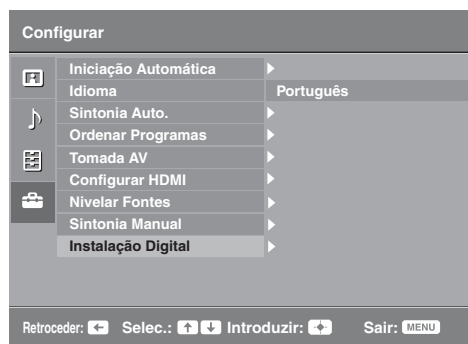 Configurar
Iniciação Automática
Idioma Português
Sintonia Auto.
Ordenar Programas
Tomada AV
Configurar HDMI
Nivelar Fontes
Sintonia Manual
Instalação Digital
Retroceder: Selec.: Introduzir: Sair: MENU